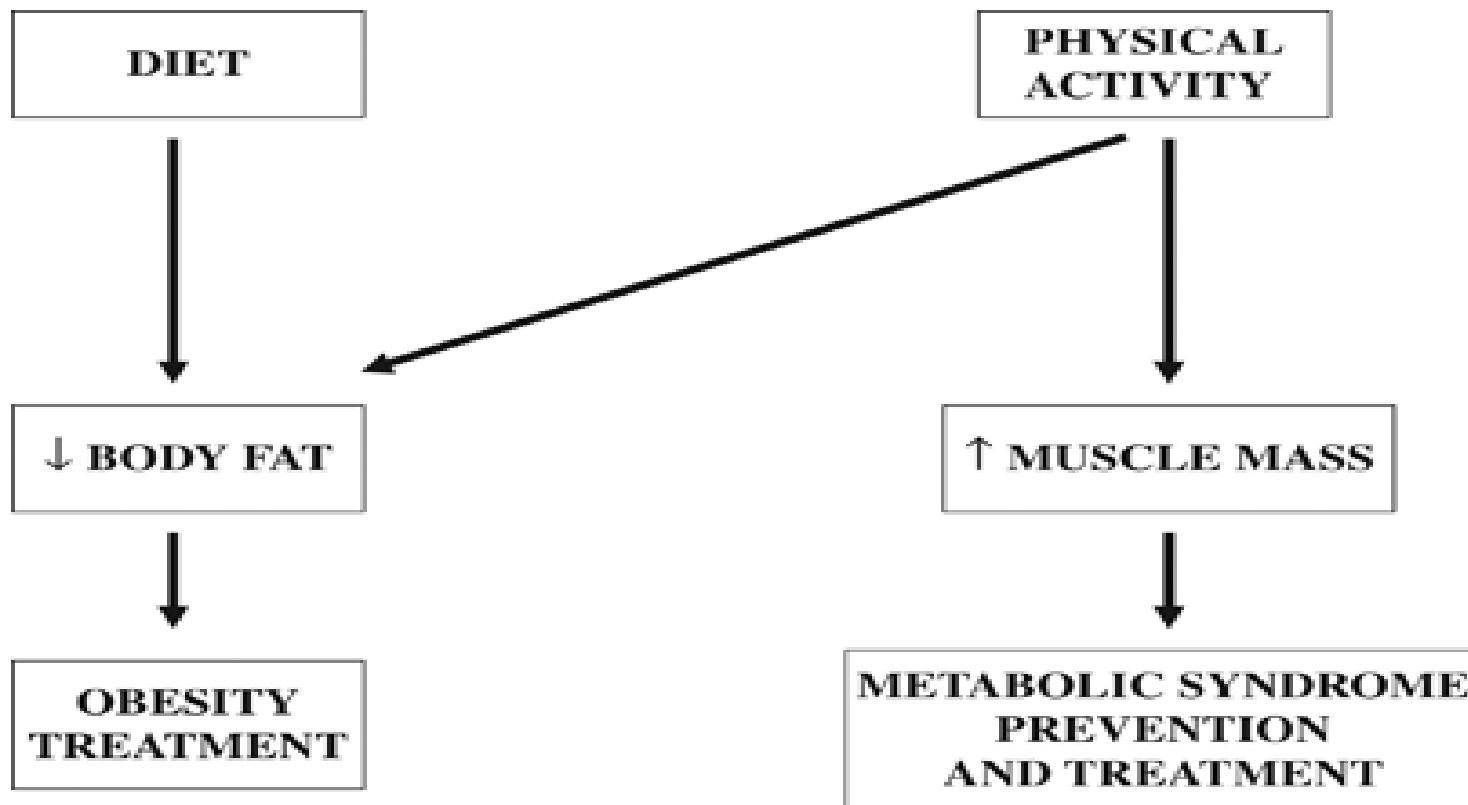 DIET
PHYSICAL
ACTIVITY
↓ BODY FAT
↑ MUSCLE MASS
OBESITY
TREATMENT
METABOLIC SYNDROME
PREVENTION
AND TREATMENT